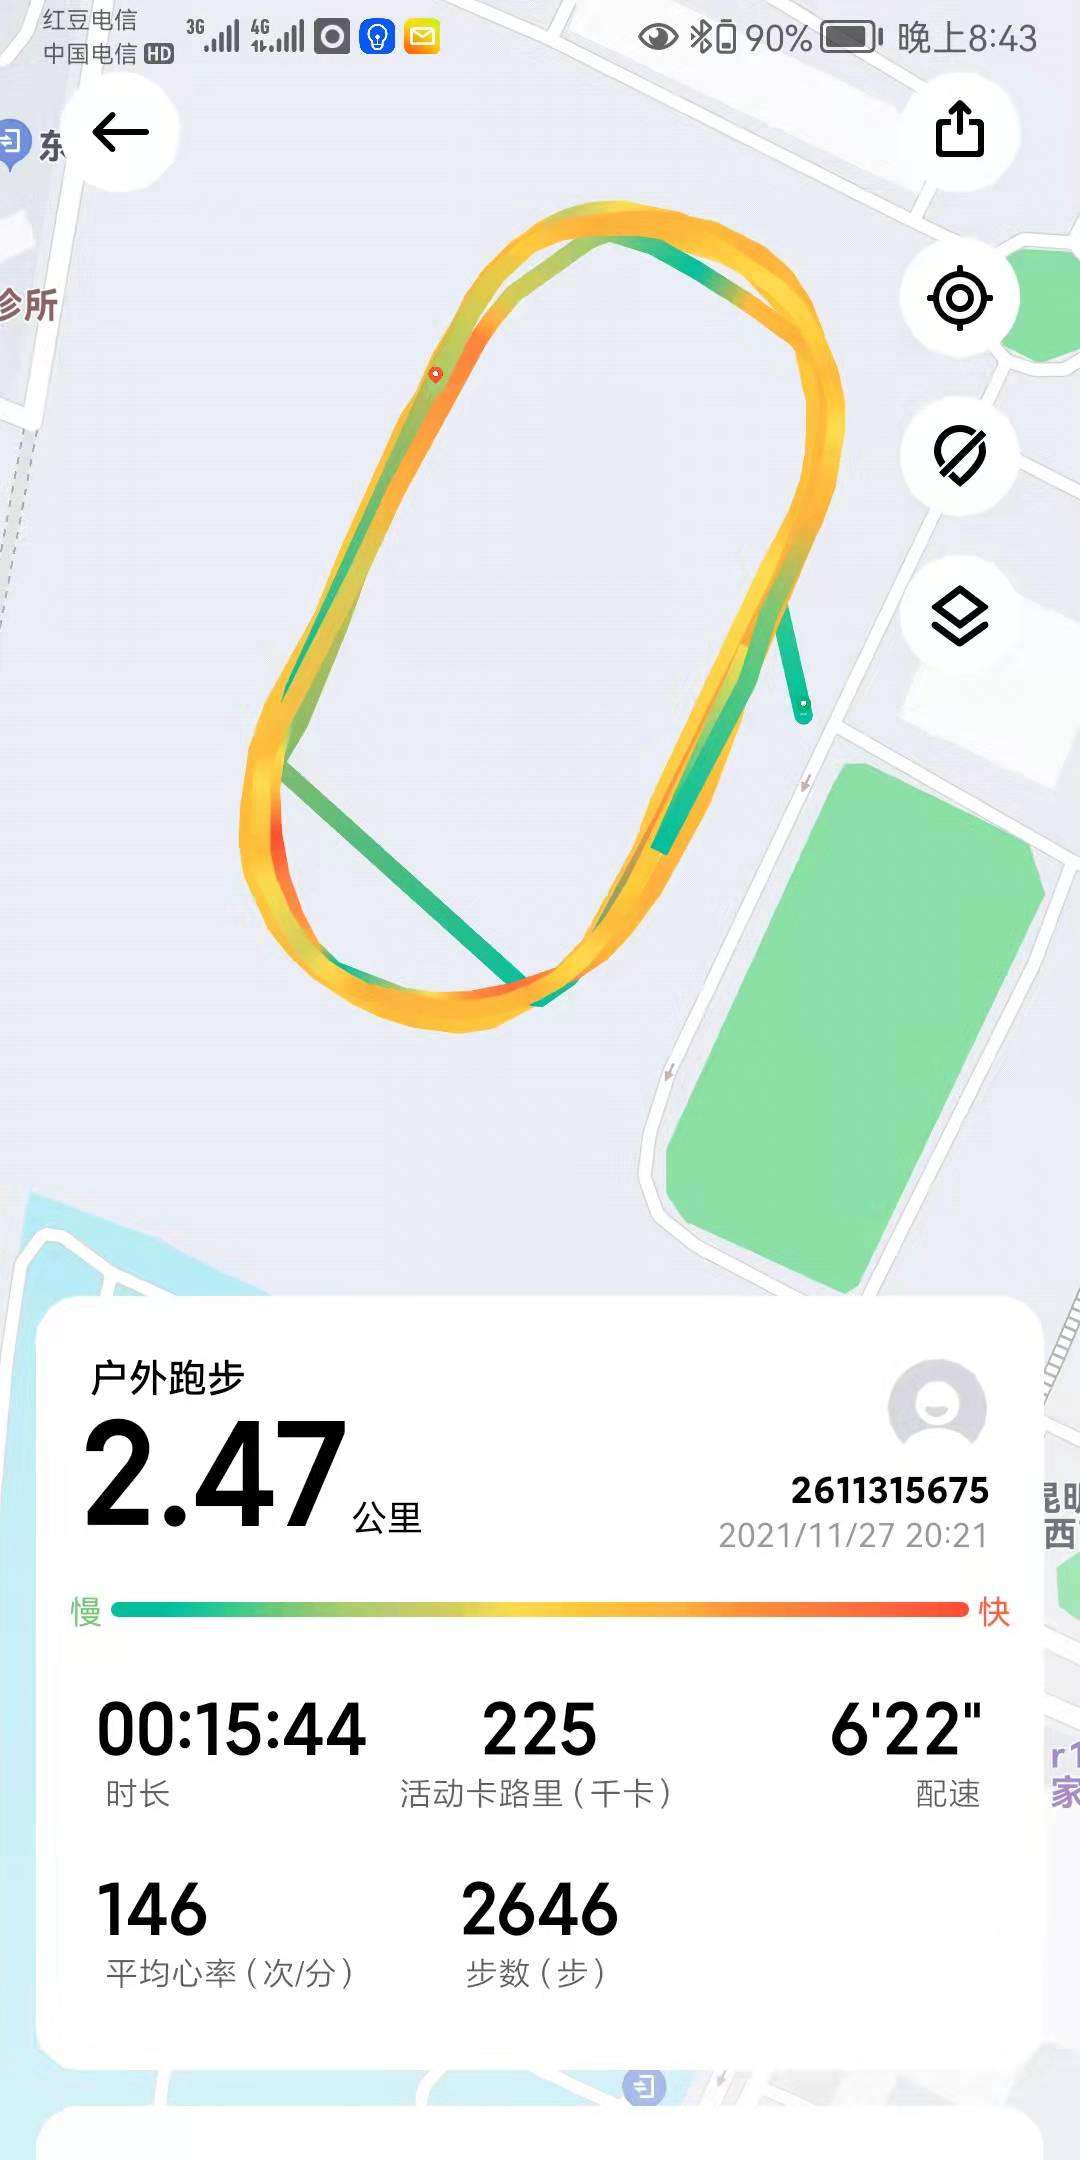 红豆电信
中国电信 HD
3G
4G
90%
晚上8:43
东
诊所
户外跑步
2.47 公里
2611315675
2021/11/27 20:21
慢
快
00:15:44
时长
225
活动卡路里（千卡）
6'22"
配速
146
平均心率（次/分）
2646
步数（步）
昆明
西
r1
家